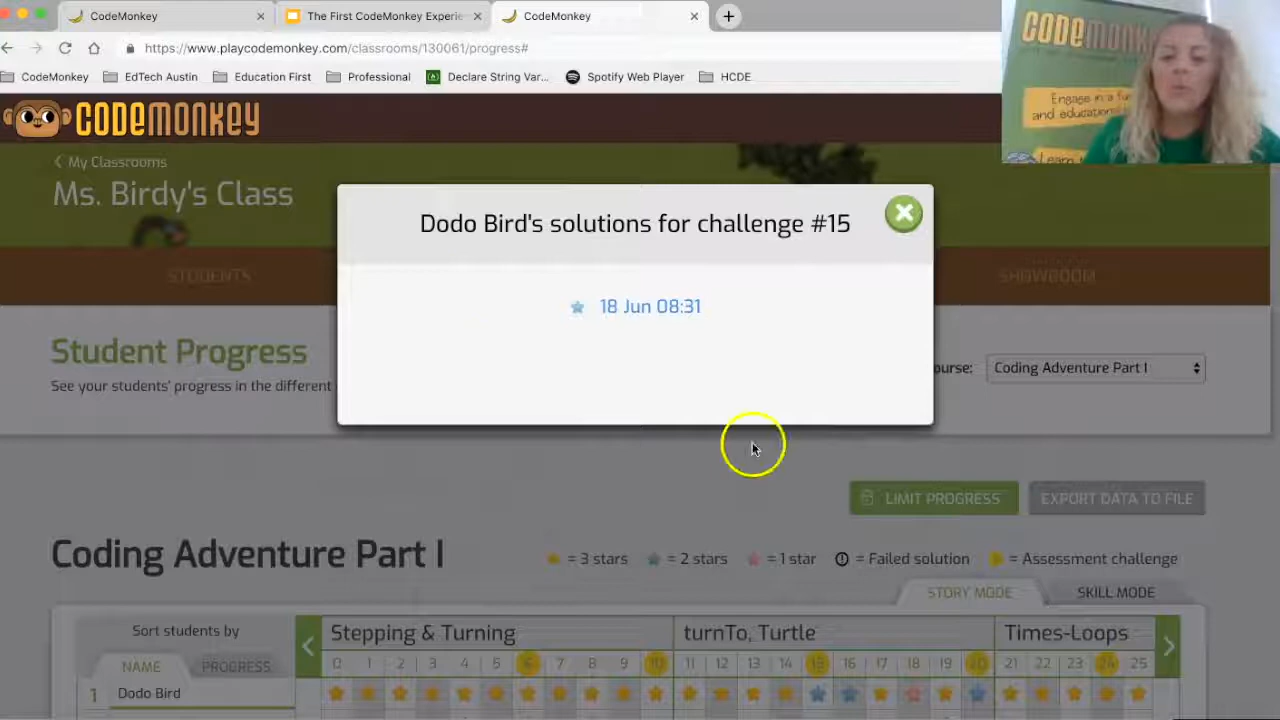 CodeMonkey
The First CodeMonkey Experie
CodeMonkey
https://www.playcodemonkey.com/classrooms/130061/progress#
CodeMonkey
EdTech Austin
Education First
Professional
Declare String Var...
Spotify Web Player
HCDE
CODEMONKEY
CODEmonk
Engage in a fu
and educational
Learn
My Classrooms
Ms. Birdy's Class
STUDENTS
SHOWROOM
Dodo Bird's solutions for challenge #15
18 Jun 08:31
Student Progress
See your students' progress in the different
ourse:
Coding Adventure Part I
LIMIT PROGRESS
EXPORT DATA TO FILE
Coding Adventure Part I
= 3 stars
= 2 stars
= 1 star
= Failed solution
= Assessment challenge
STORY MODE
SKILL MODE
Sort students by
NAME
PROGRESS
Stepping & Turning
turnTo, Turtle
Times-Loops
0 1 2 3 4 5 6 7 8 9 10 11 12 13 14 15 16 17 18 19 20 21 22 23 24 25
1 Dodo Bird